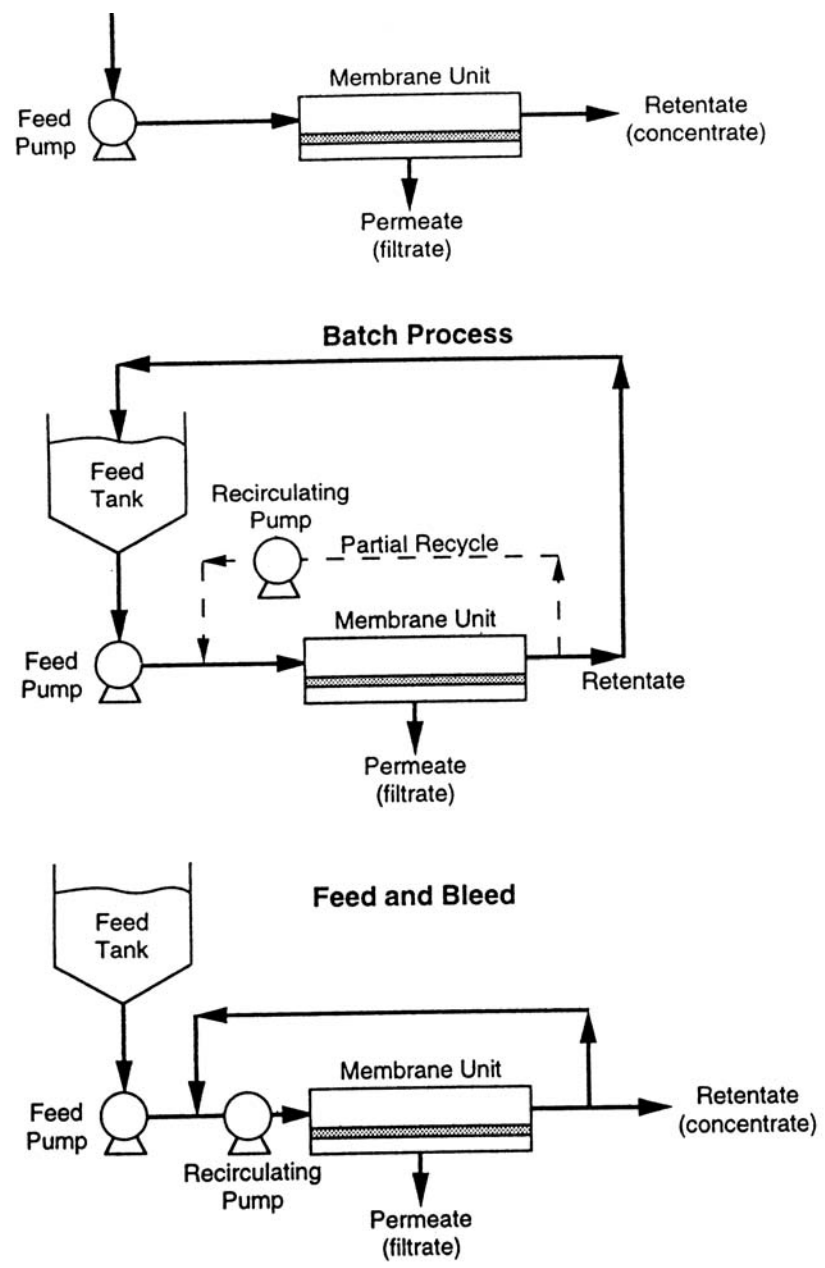 Membrane Unit
Feed
Pump
Retentate
(concentrate)
Permeate
(filtrate)
Batch Process
Feed
Tank
Recirculating
Pump
Partial Recycle
Membrane Unit
Feed
Pump
Retentate
Permeate
(filtrate)
Feed and Bleed
Feed
Tank
Membrane Unit
Feed
Pump
Recirculating
Pump
Retentate
(concentrate)
Permeate
(filtrate)